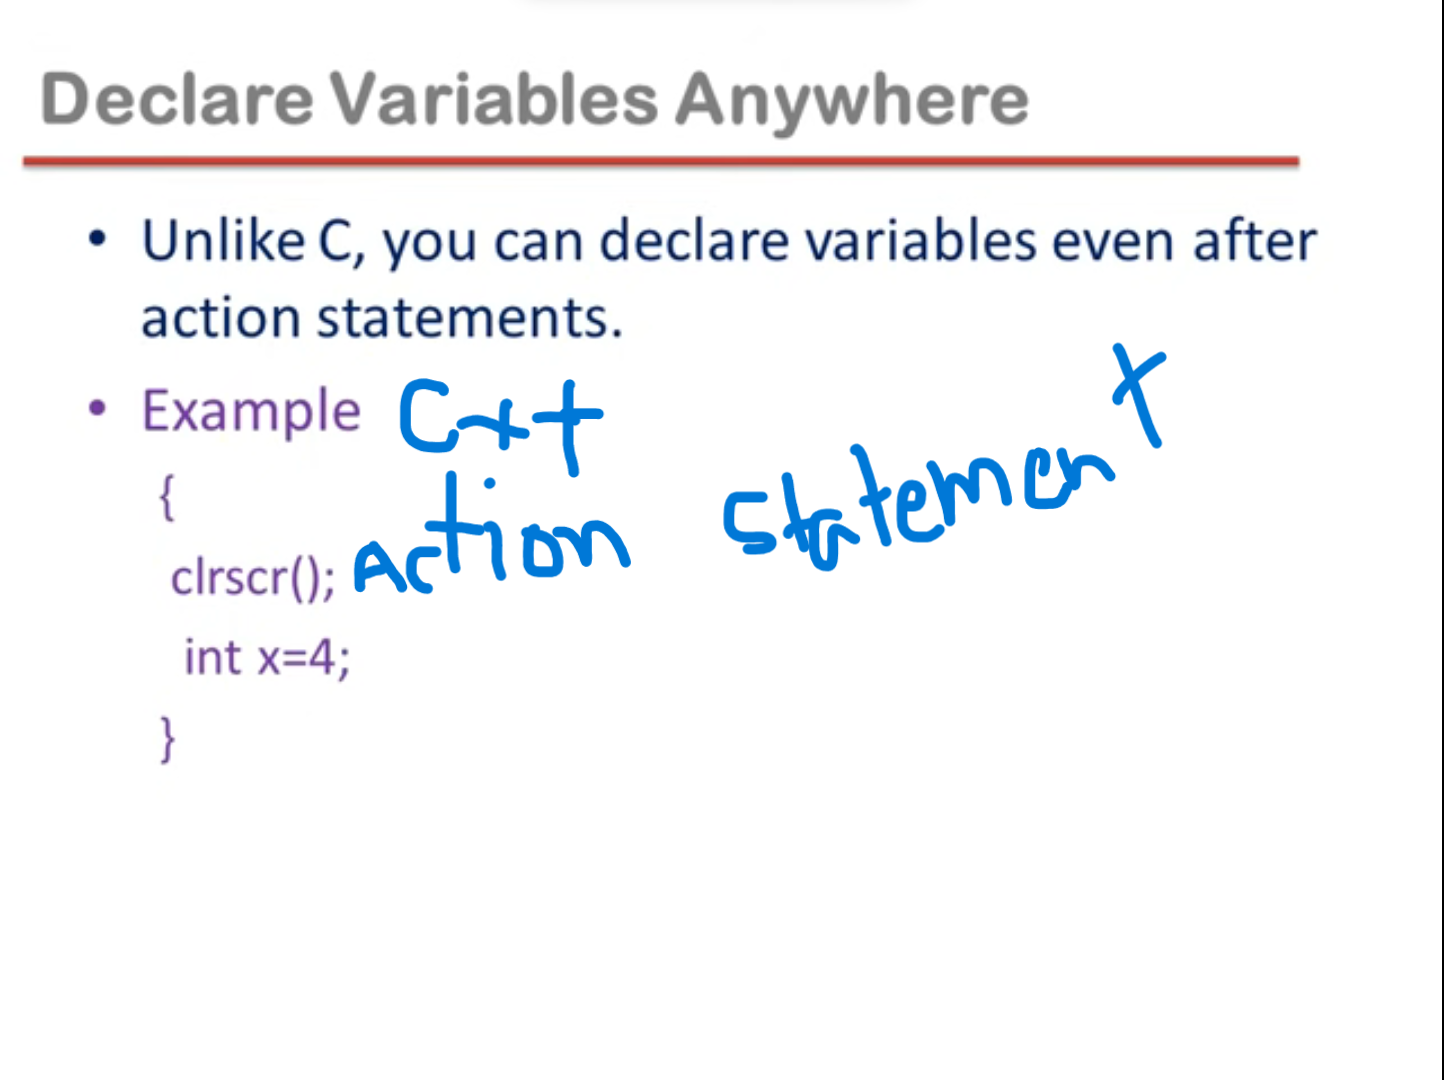 Declare Variables Anywhere
• Unlike C, you can declare variables even after
action statements.
• Example C++
{
clrscr(); Action statement
int x=4;
}